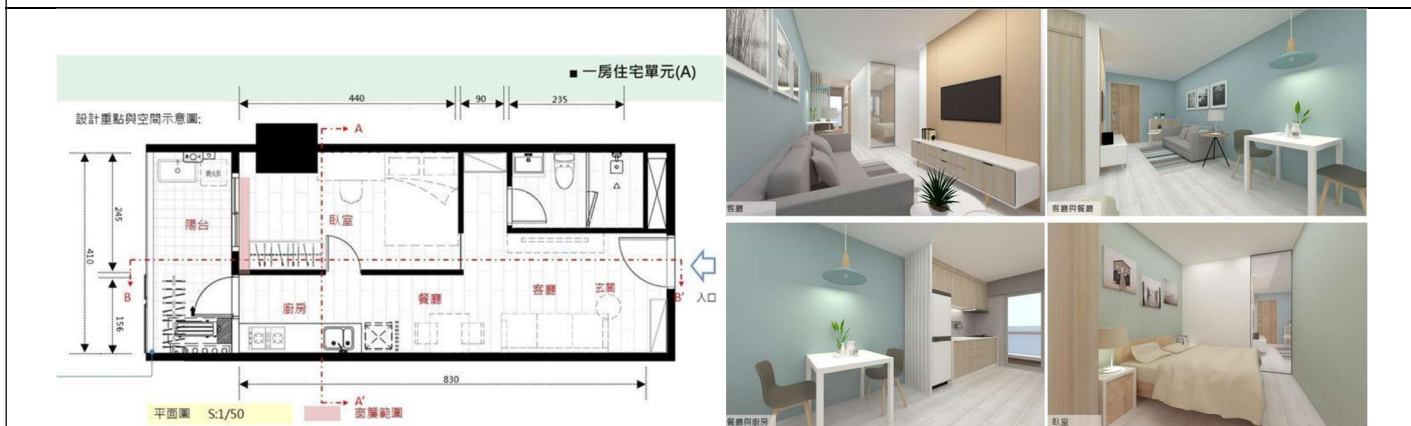 ■ 一房住宅單元(A)
440
90
235
設計重點與空間示意圖:
A
陽台
臥室
245
410
156
B
B'
入口
廚房
餐廳
客廳
玄關
830
A'
平面圖 S:1/50
窗簾範圍
客廳
客廳與餐廳
餐廳與廚房
臥室